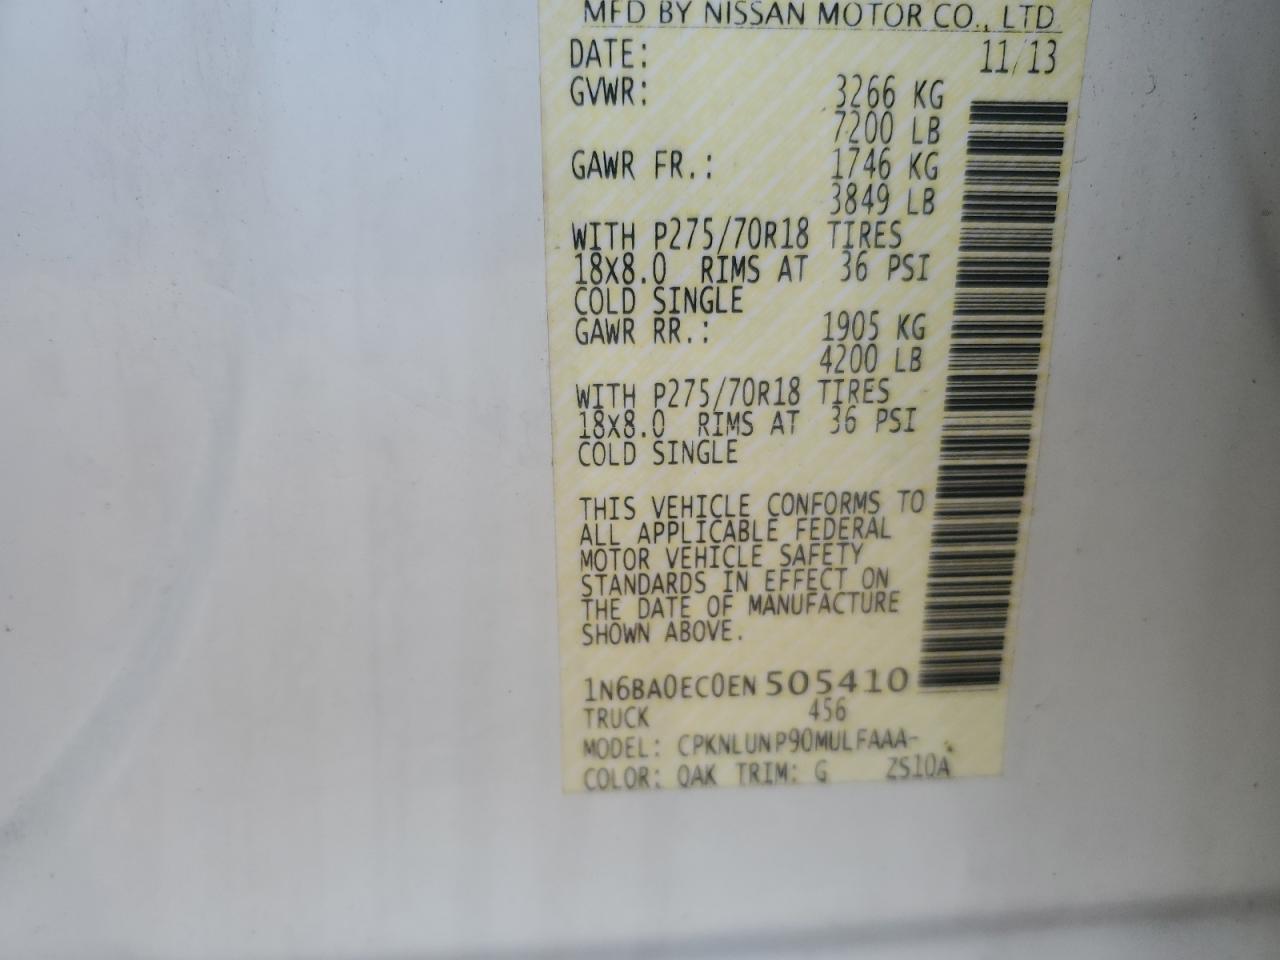 MFD BY NISSAN MOTOR CO., LTD.
DATE: 11/13
GVWR: 3266 KG
7200 LB
GAWR FR.: 1746 KG
3849 LB
WITH P275/70R18 TIRES
18X8.0 RIMS AT 36 PSI
COLD SINGLE
GAWR RR.: 1905 KG
4200 LB
WITH P275/70R18 TIRES
18X8.0 RIMS AT 36 PSI
COLD SINGLE
THIS VEHICLE CONFORMS TO
ALL APPLICABLE FEDERAL
MOTOR VEHICLE SAFETY
STANDARDS IN EFFECT ON
THE DATE OF MANUFACTURE
SHOWN ABOVE.
1N6BA0EC0EN 505410
TRUCK 456
MODEL: CPKNLUNP90MULFAAA-
COLOR: QAK TRIM: G ZS10A